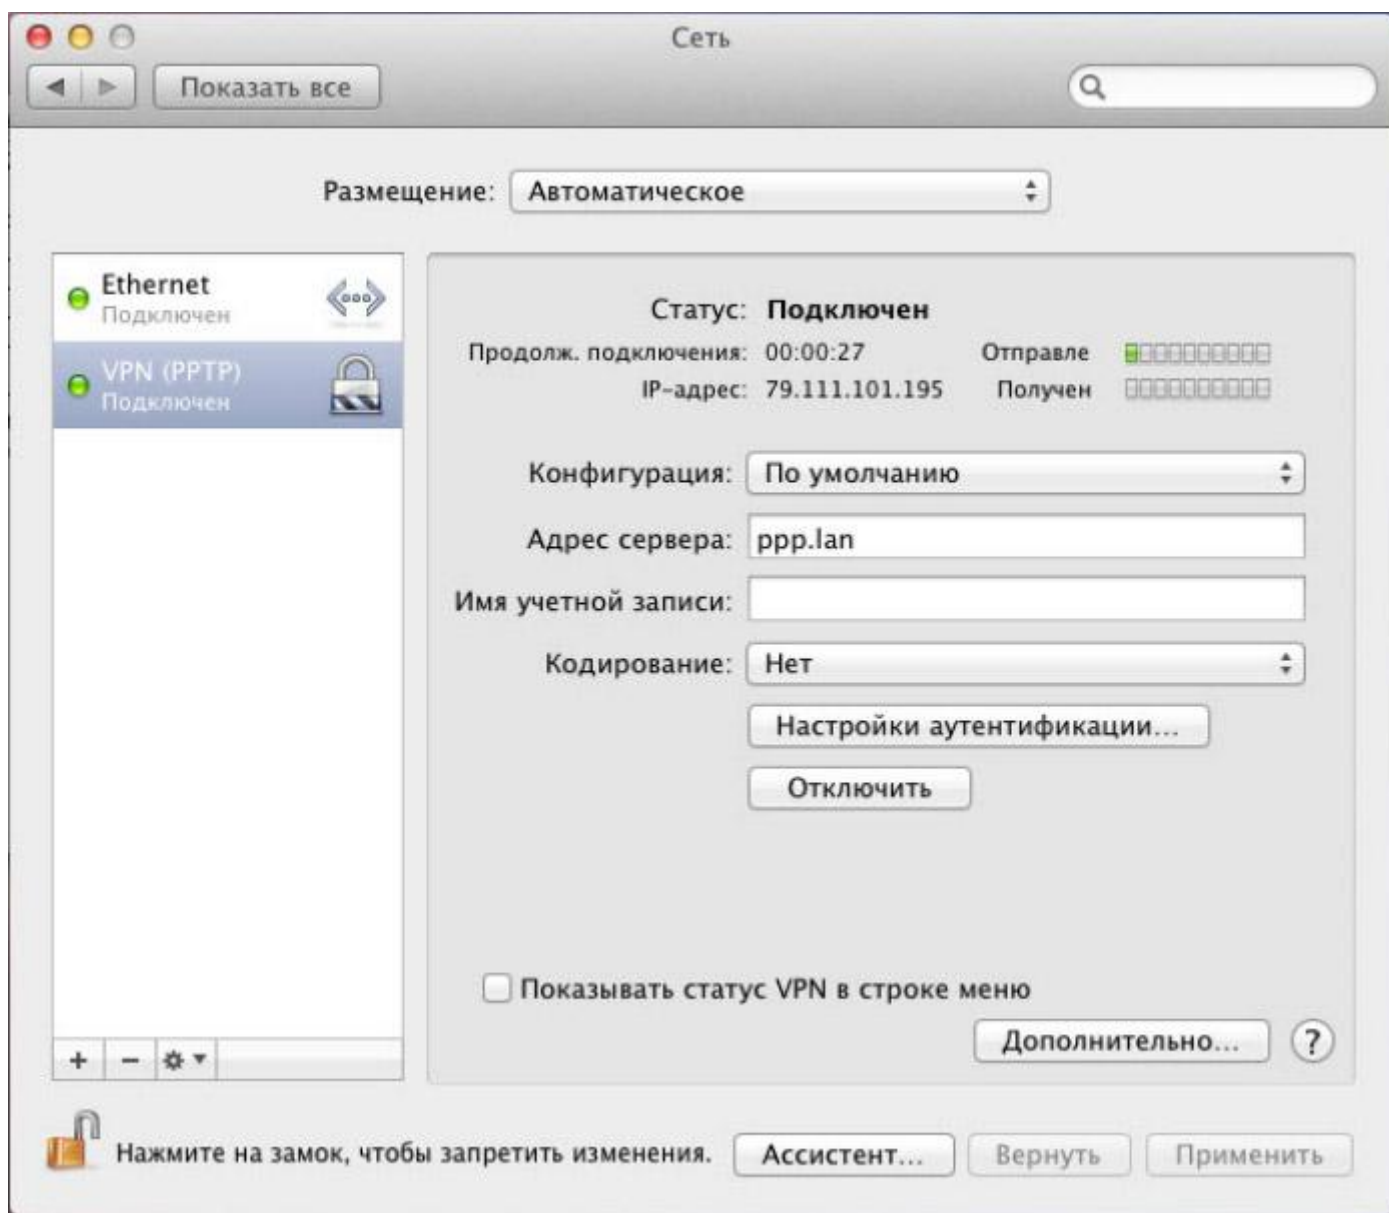 Сеть
Показать все
Размещение: Автоматическое
Ethernet
Подключен
VPN (PPTP)
Подключен
Статус: Подключен
Продолж. подключения: 00:00:27 Отправле
IP-адрес: 79.111.101.195 Получен
Конфигурация: По умолчанию
Адрес сервера: ppp.lan
Имя учетной записи:
Кодирование: Нет
Настройки аутентификации...
Отключить
Показывать статус VPN в строке меню
Дополнительно... ?
Нажмите на замок, чтобы запретить изменения. Ассистент... Вернуть Применить